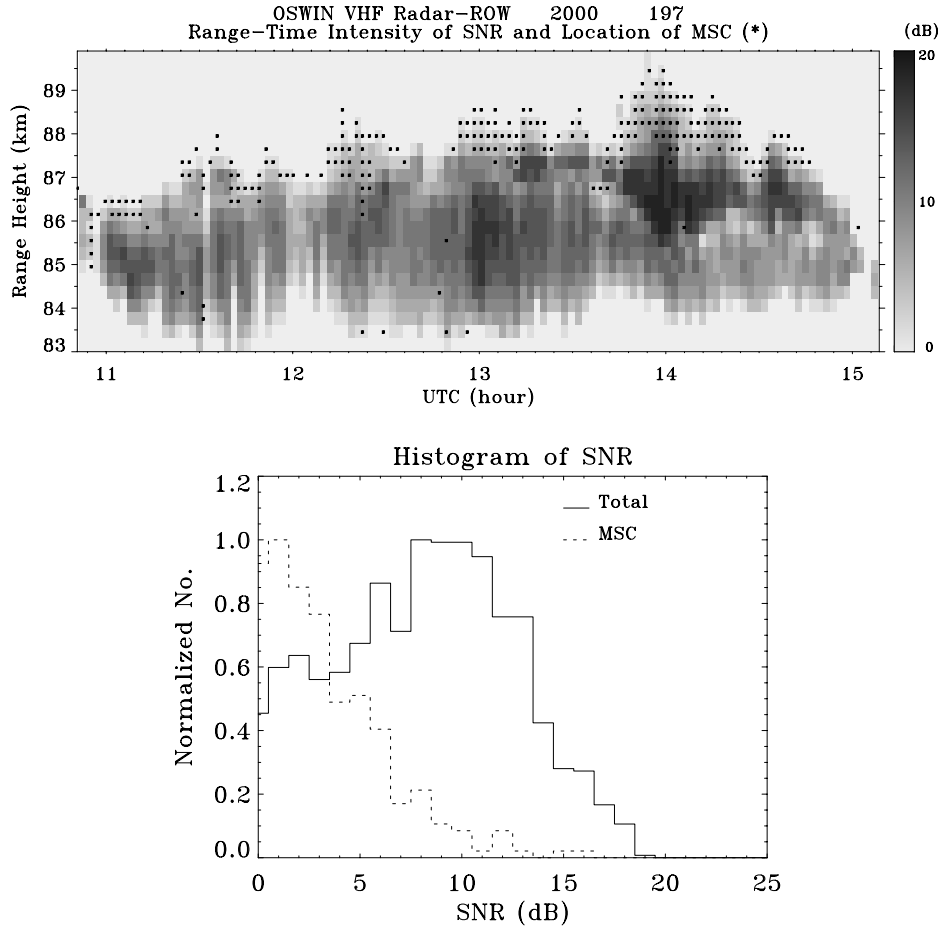 OSWIN VHF Radar-ROW 2000 197
Range-Time Intensity of SNR and Location of MSC (*)
(dB)
20
10
0
Range Height (km)
89
88
87
86
85
84
83
11 12 13 14 15
UTC (hour)
Histogram of SNR
Total
MSC
Normalized No.
1.2
1.0
0.8
0.6
0.4
0.2
0.0
0 5 10 15 20 25
SNR (dB)